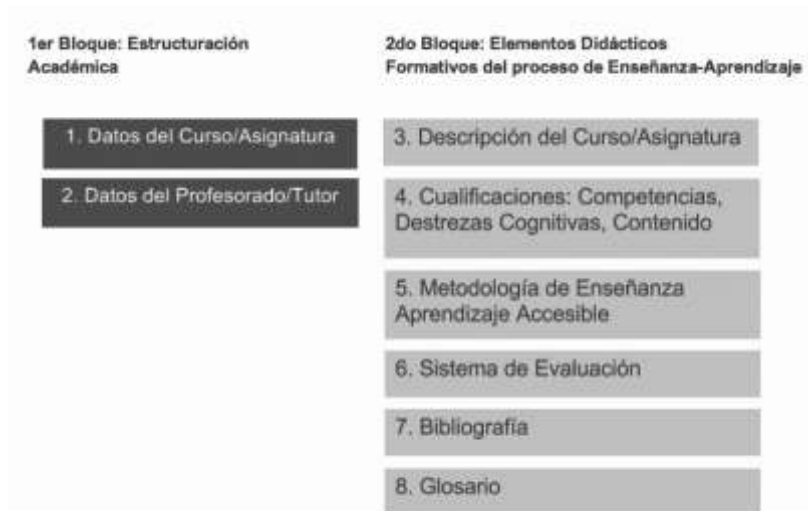 1er Bloque: Estructuración
Académica
1. Datos del Curso/Asignatura
2. Datos del Profesorado/Tutor
2do Bloque: Elementos Didácticos
Formativos del proceso de Enseñanza-Aprendizaje
3. Descripción del Curso/Asignatura
4. Cualificaciones: Competencias,
Destrezas Cognitivas, Contenido
5. Metodología de Enseñanza
Aprendizaje Accesible
6. Sistema de Evaluación
7. Bibliografía
8. Glosario